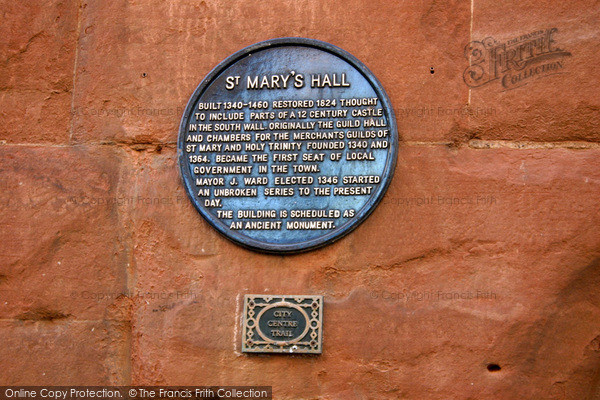 The FRANCIS
Frith
COLLECTION
ST MARY'S HALL
BUILT 1340-1460 RESTORED 1824 THOUGHT
TO INCLUDE PARTS OF A 12 CENTURY CASTLE
IN THE SOUTH WALL. ORIGINALLY THE GUILD HALL
AND CHAMBERS FOR THE MERCHANTS GUILDS OF
ST MARY AND HOLY TRINITY FOUNDED 1340 AND
1364. BECAME THE FIRST SEAT OF LOCAL
GOVERNMENT IN THE TOWN.
MAYOR J. WARD ELECTED 1346 STARTED
AN UNBROKEN SERIES TO THE PRESENT
DAY.
THE BUILDING IS SCHEDULED AS
AN ANCIENT MONUMENT.
CITY
CENTRE
TRAIL
Online Copy Protection. © The Francis Frith Collection